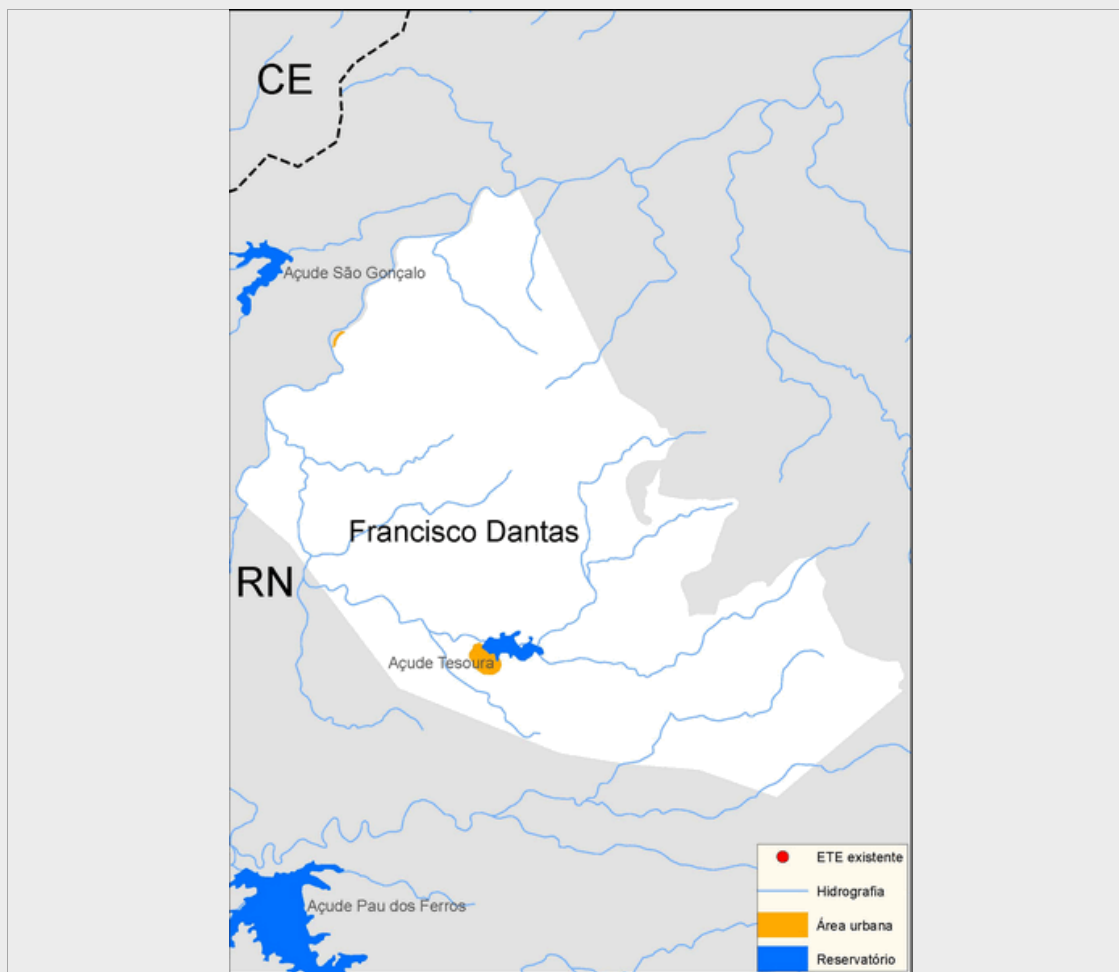 CE
Açude São Gonçalo
Francisco Dantas
RN
Açude Tesoura
ETE existente
Hidrografia
Açude Pau dos Ferros
Área urbana
Reservatório